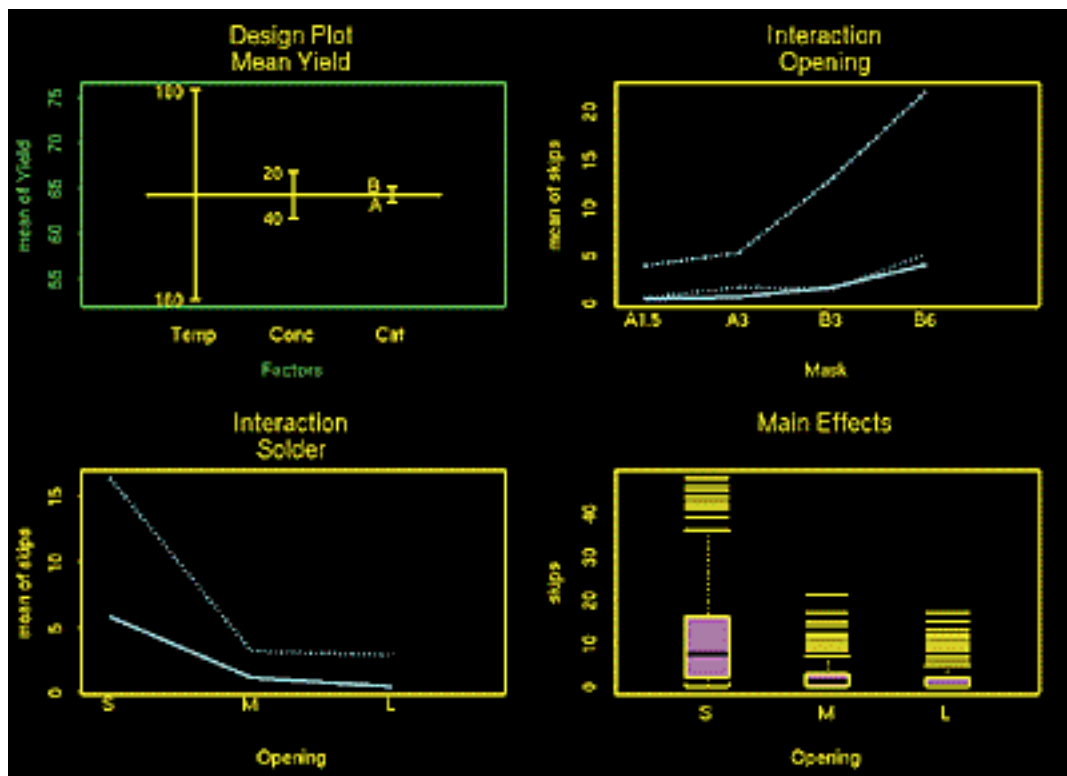 Design Plot
Mean Yield
mean of Yield
75
70
65
60
55
180
160
20
40
B
A
Temp Conc Cat
Factors
Interaction
Opening
mean of skips
20
15
10
5
0
A1.5 A3 B3 B6
Mask
Interaction
Solder
mean of skips
15
10
5
0
S M L
Opening
Main Effects
skips
40
30
20
10
0
S M L
Opening